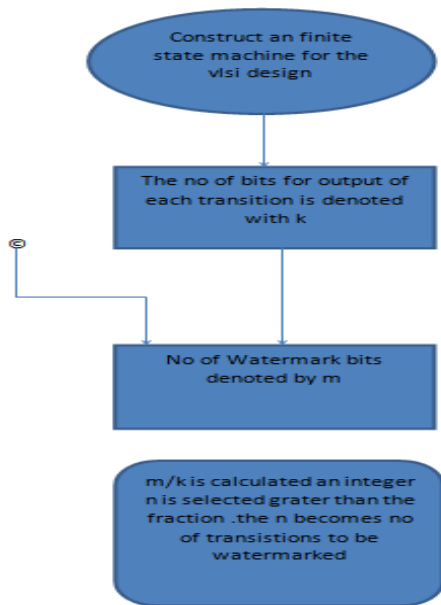 Construct an finite
state machine for the
vlsi design
The no of bits for output of
each transition is denoted
with k
©
No of Watermark bits
denoted by m
m/k is calculated an integer
n is selected grater than the
fraction .the n becomes no
of transistions to be
watermarked